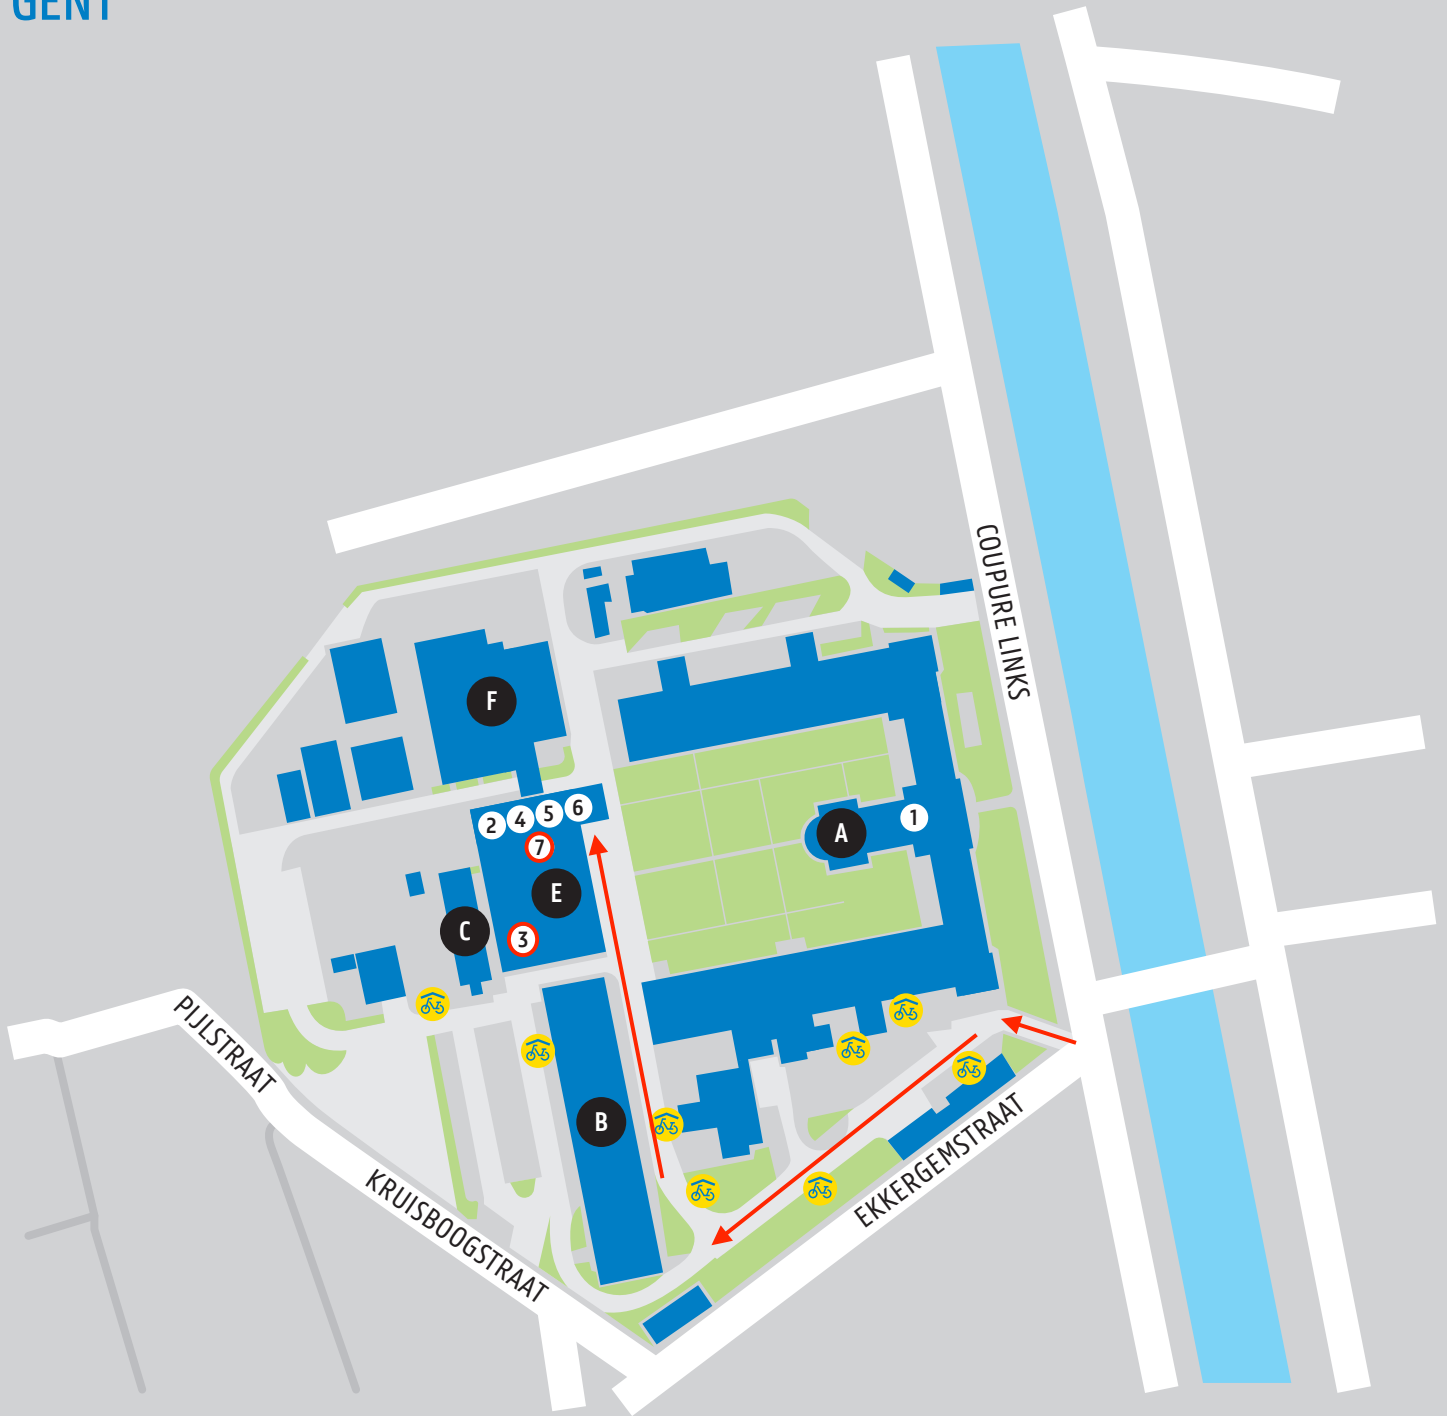 GENT
COUPURE LINKS
F
2
4
5
6
7
1
A
E
3
C
PIJLSTRAAT
B
KRUISBOOGSTRAAT
EKKERGEMSTRAAT